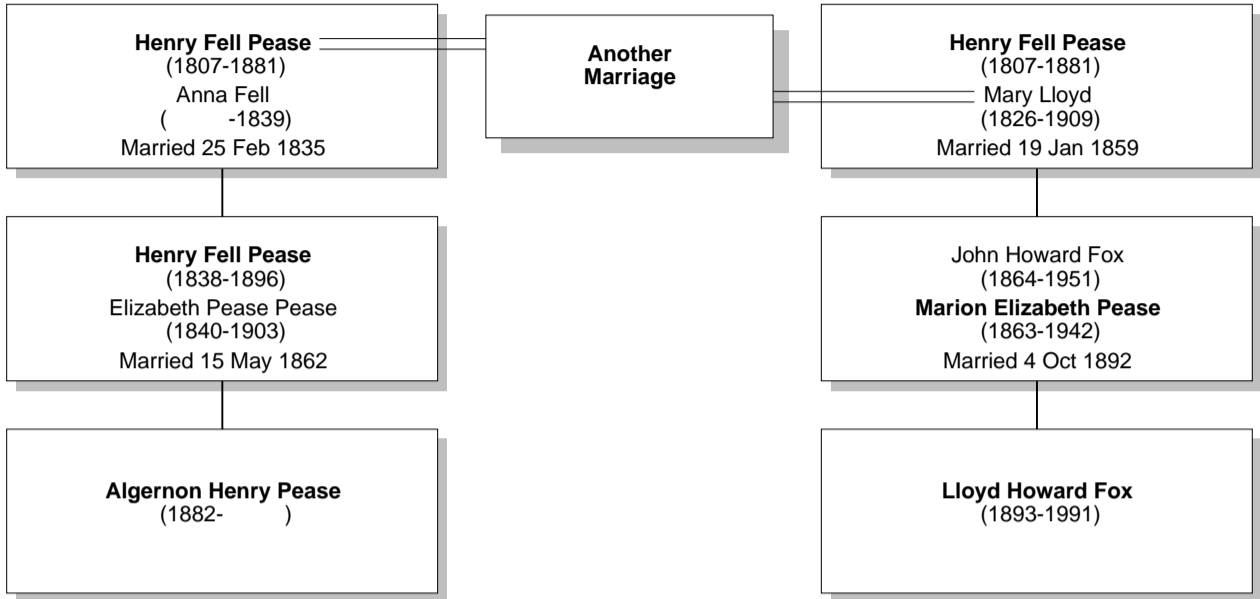 Henry Fell Pease
(1807-1881)
Anna Fell
( -1839)
Married 25 Feb 1835
Another
Marriage
Henry Fell Pease
(1807-1881)
Mary Lloyd
(1826-1909)
Married 19 Jan 1859
Henry Fell Pease
(1838-1896)
Elizabeth Pease Pease
(1840-1903)
Married 15 May 1862
John Howard Fox
(1864-1951)
Marion Elizabeth Pease
(1863-1942)
Married 4 Oct 1892
Algernon Henry Pease
(1882- )
Lloyd Howard Fox
(1893-1991)